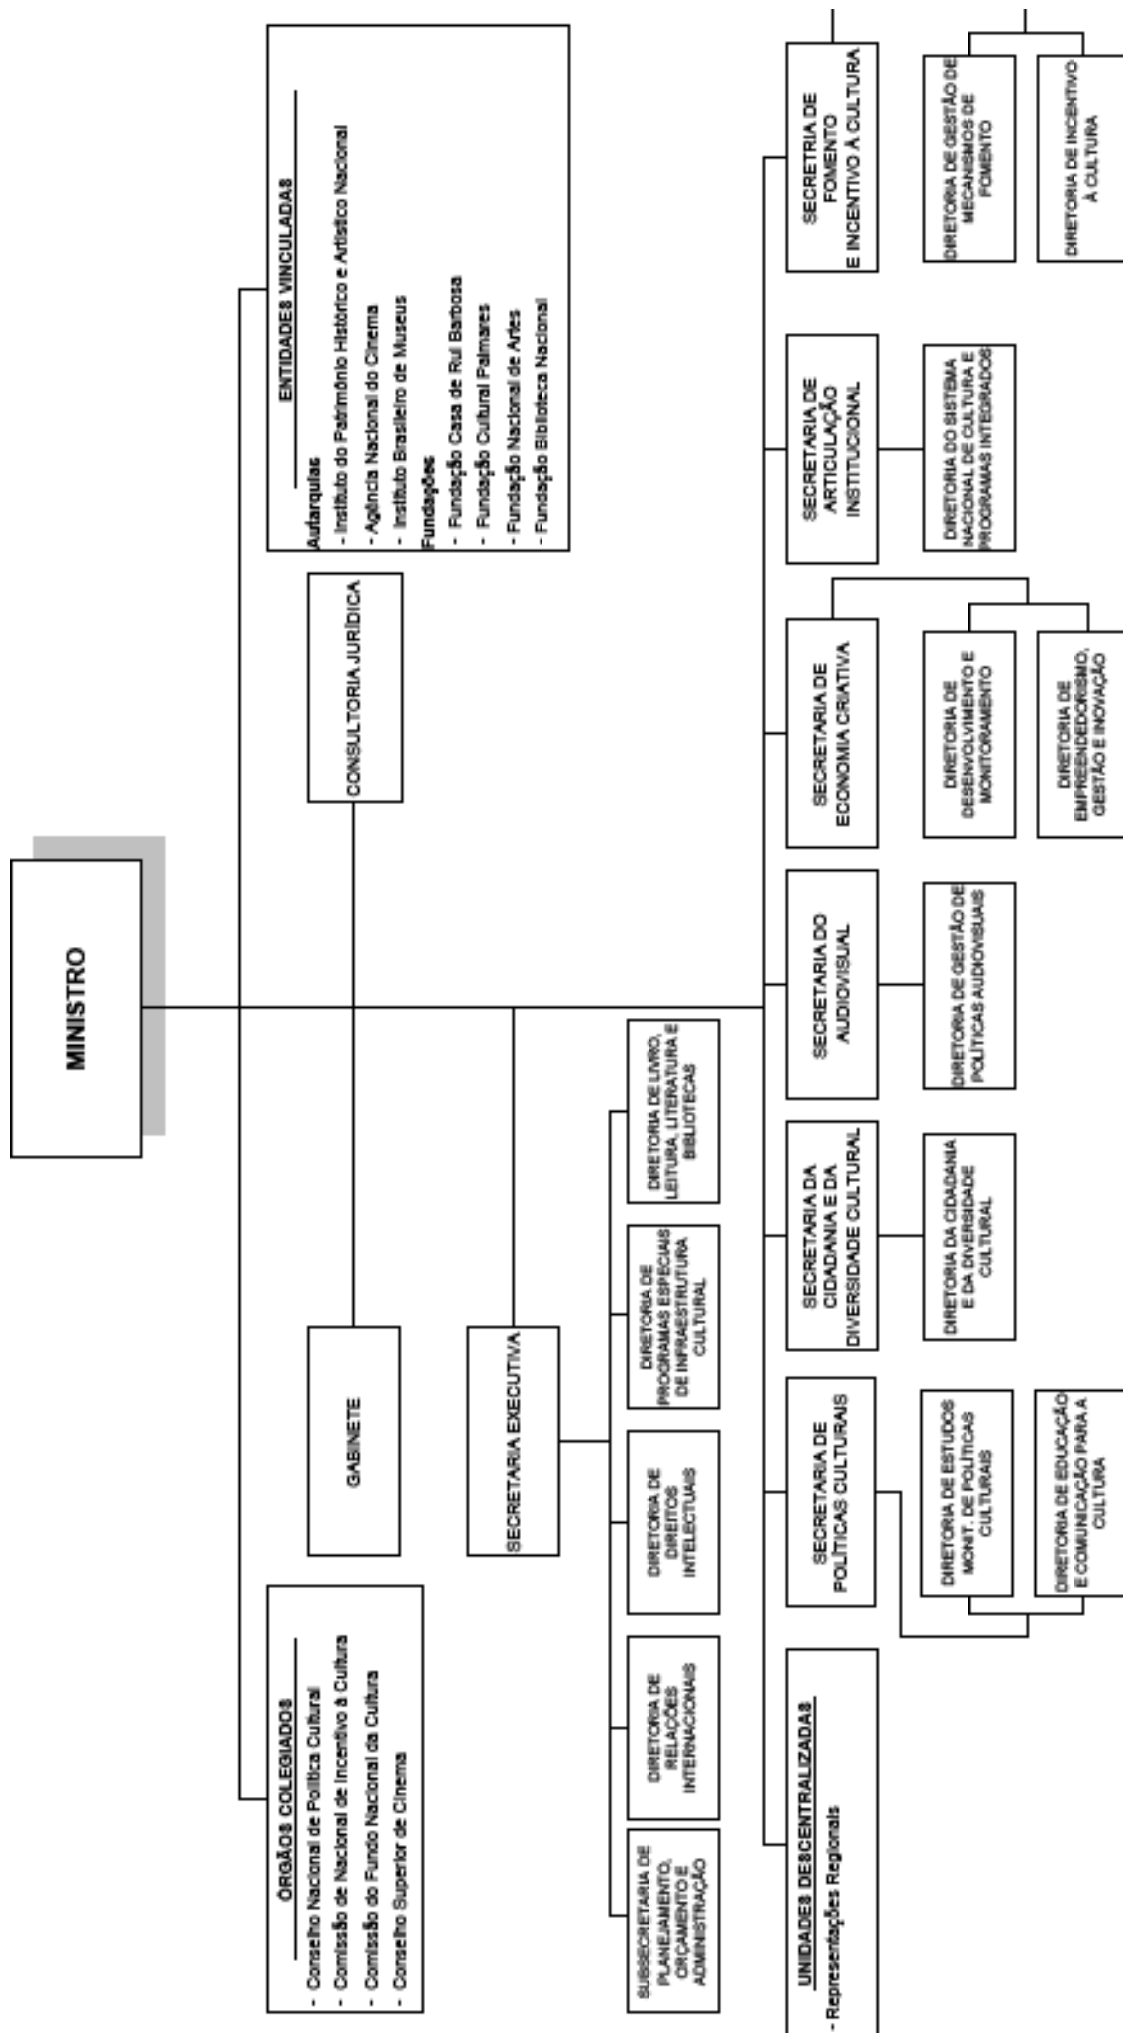 MINISTRO
ÓRGÃOS COLEGIADOS
- Conselho Nacional de Política Cultural
- Comissão de Nacional de Incentivo à Cultura
- Comissão do Fundo Nacional da Cultura
- Conselho Superior de Cinema
ENTIDADES VINCULADAS
Autarquias
- Instituto do Patrimônio Histórico e Artístico Nacional
- Agência Nacional do Cinema
- Instituto Brasileiro de Museus
Fundações
- Fundação Casa de Rui Barbosa
- Fundação Cultural Palmares
- Fundação Nacional de Artes
- Fundação Biblioteca Nacional
GABINETE
CONSULTORIA JURÍDICA
SECRETARIA EXECUTIVA
SUBSECRETARIA DE
PLANEJAMENTO,
ORÇAMENTO E
ADMINISTRAÇÃO
DIRETORIA DE
RELAÇÕES
INTERNACIONAIS
DIRETORIA DE
DIREITOS
INTELECTUAIS
DIRETORIA DE
PROGRAMAS ESPECIAIS
DE INFRAESTRUTURA
CULTURAL
DIRETORIA DE LIVRO,
LEITURA, LITERATURA E
BIBLIOTECAS
UNIDADES DESCENTRALIZADAS
- Representações Regionais
SECRETARIA DE
POLÍTICAS CULTURAIS
SECRETARIA DA
CIDADANIA E DA
DIVERSIDADE CULTURAL
SECRETARIA DO
AUDIOVISUAL
SECRETARIA DE
ECONOMIA CRIATIVA
SECRETARIA DE
ARTICULAÇÃO
INSTITUCIONAL
SECRETRIA DE
FOMENTO
E INCENTIVO À CULTURA
DIRETORIA DE ESTUDOS
MONIT. DE POLÍTICAS
CULTURAIS
DIRETORIA DA CIDADANIA
E DA DIVERSIDADE
CULTURAL
DIRETORIA DE GESTÃO DE
POLÍTICAS AUDIOVISUAIS
DIRETORIA DE
DESENVOLVIMENTO E
MONITORAMENTO
DIRETORIA DO SISTEMA
NACIONAL DE CULTURA E
PROGRAMAS INTEGRADOS
DIRETORIA DE GESTÃO DE
MECANISMOS DE
FOMENTO
DIRETORIA DE EDUCAÇÃO
E COMUNICAÇÃO PARA A
CULTURA
DIRETORIA DE
EMPREENDEDORISMO,
GESTÃO E INOVAÇÃO
DIRETORIA DE INCENTIVO
À CULTURA